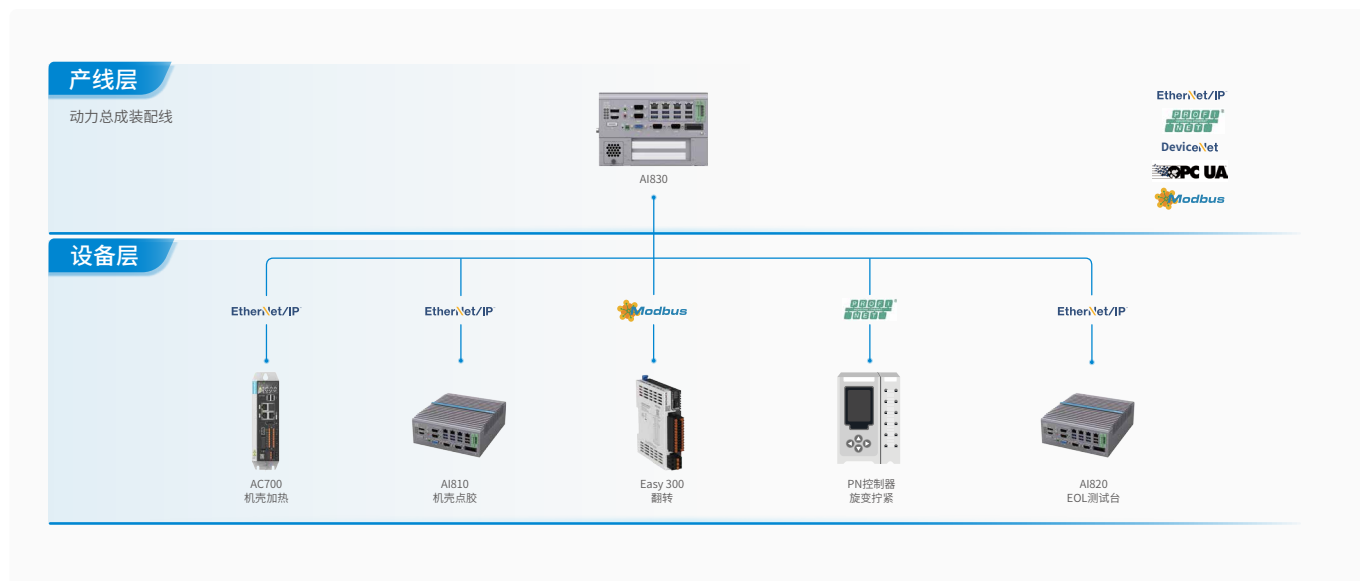 产线层
动力总成装配线
AI830
EtherNet/IP
PROFI
NET
DeviceNet
OPC UA
Modbus
设备层
EtherNet/IP
EtherNet/IP
Modbus
PROFI
NET
EtherNet/IP
AC700
机壳加热
AI810
机壳点胶
Easy 300
翻转
PN控制器
旋变拧紧
AI820
EOL测试台